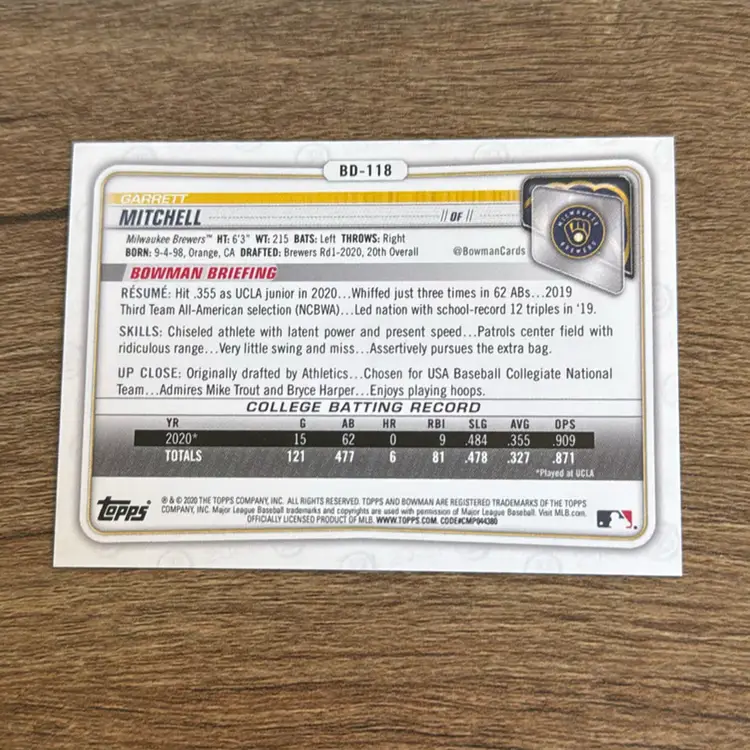 BD-118
GARRETT
MITCHELL // OF //
Milwaukee Brewers™ HT: 6'3" WT: 215 BATS: Left THROWS: Right
BORN: 9-4-98, Orange, CA DRAFTED: Brewers Rd1-2020, 20th Overall @BowmanCards
MILWAUKEE
BREWERS
BOWMAN BRIEFING
RÉSUMÉ: Hit .355 as UCLA junior in 2020...Whiffed just three times in 62 ABs...2019
Third Team All-American selection (NCBWA)...Led nation with school-record 12 triples in '19.
SKILLS: Chiseled athlete with latent power and present speed...Patrols center field with
ridiculous range...Very little swing and miss...Assertively pursues the extra bag.
UP CLOSE: Originally drafted by Athletics...Chosen for USA Baseball Collegiate National
Team...Admires Mike Trout and Bryce Harper...Enjoys playing hoops.
COLLEGE BATTING RECORD
YR G AB HR RBI SLG AVG OPS
2020* 15 62 0 9 .484 .355 .909
TOTALS 121 477 6 81 .478 .327 .871
*Played at UCLA
Topps
® & © 2020 THE TOPPS COMPANY, INC. ALL RIGHTS RESERVED. TOPPS AND BOWMAN ARE REGISTERED TRADEMARKS OF THE TOPPS
COMPANY, INC. Major League Baseball trademarks and copyrights are used with permission of Major League Baseball. Visit MLB.com.
OFFICIALLY LICENSED PRODUCT OF MLB. WWW.TOPPS.COM. CODE#CMP044380